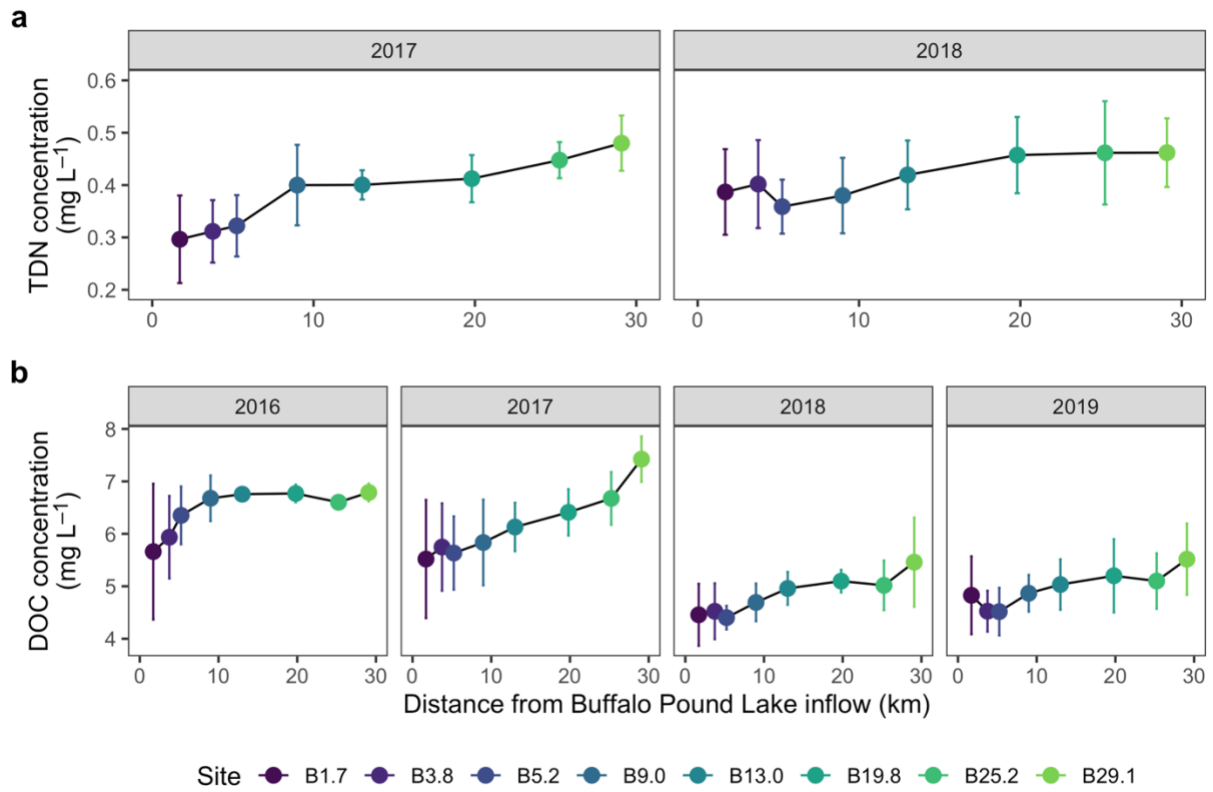 a
2017 2018
TDN concentration
(mg L⁻¹)
0.6
0.5
0.4
0.3
0.2
0 10 20 30 0 10 20 30
b
2016 2017 2018 2019
DOC concentration
(mg L⁻¹)
8
7
6
5
4
0 10 20 30 0 10 20 30 0 10 20 30 0 10 20 30
Distance from Buffalo Pound Lake inflow (km)
Site B1.7 B3.8 B5.2 B9.0 B13.0 B19.8 B25.2 B29.1